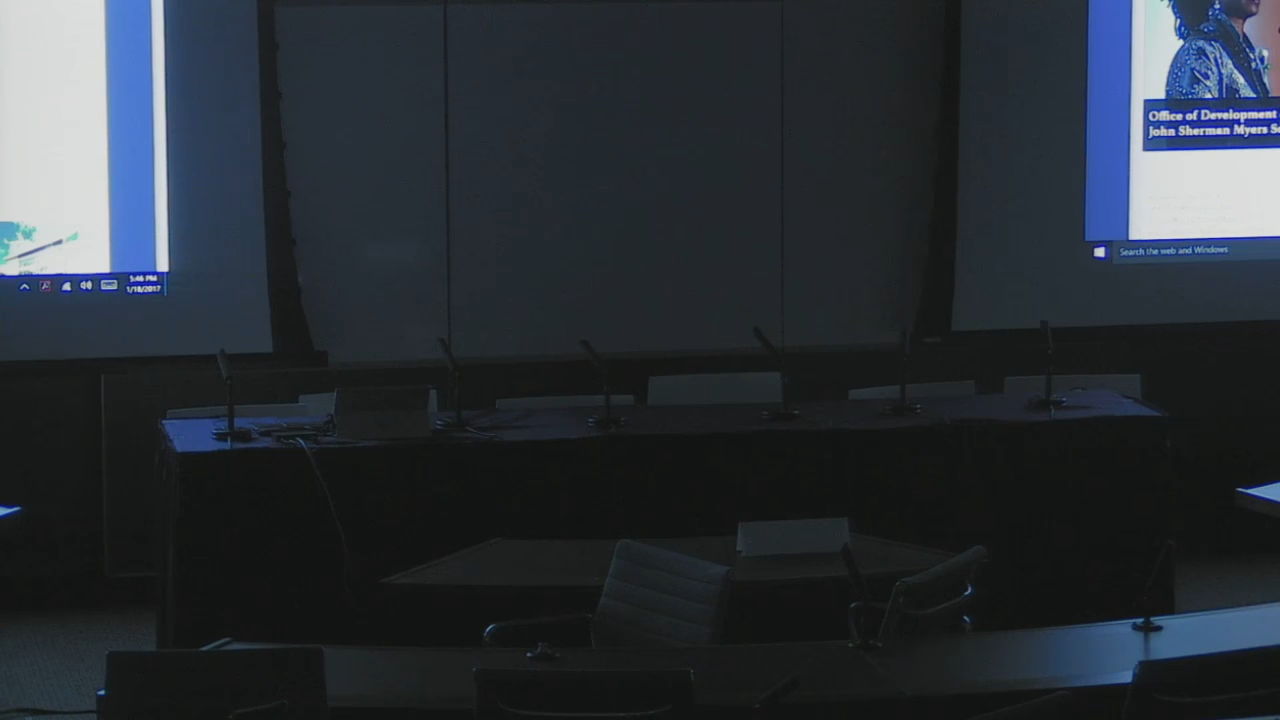 5:46 PM
1/18/2017
Office of Development
John Sherman Myers
Search the web and Windows